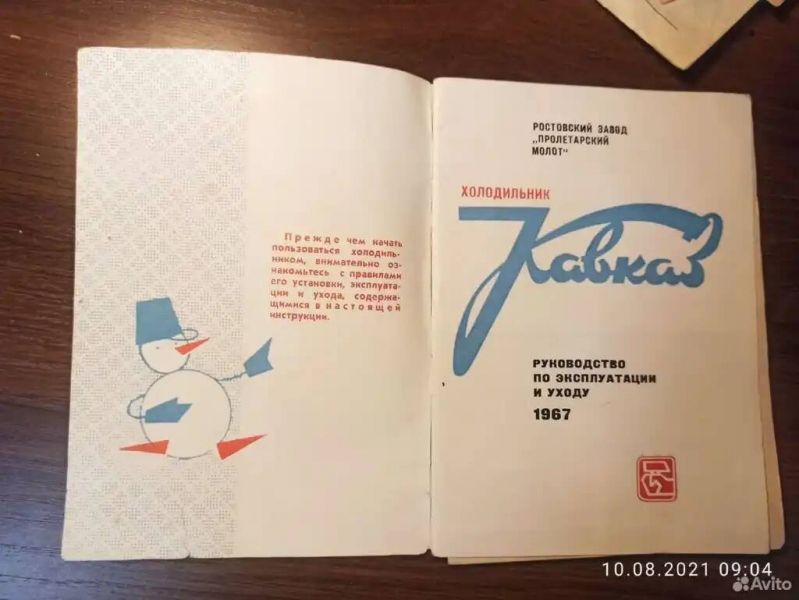 Прежде чем начать
пользоваться холодиль-
ником, внимательно оз-
накомьтесь с правилами
его установки, эксплуата-
ции и ухода, содержа-
щимися в настоящей
инструкции.
РОСТОВСКИЙ ЗАВОД
„ПРОЛЕТАРСКИЙ
МОЛОТ“
ХОЛОДИЛЬНИК
Кавказ
РУКОВОДСТВО
ПО ЭКСПЛУАТАЦИИ
И УХОДУ
1967
10.08.2021 09:04
Avito